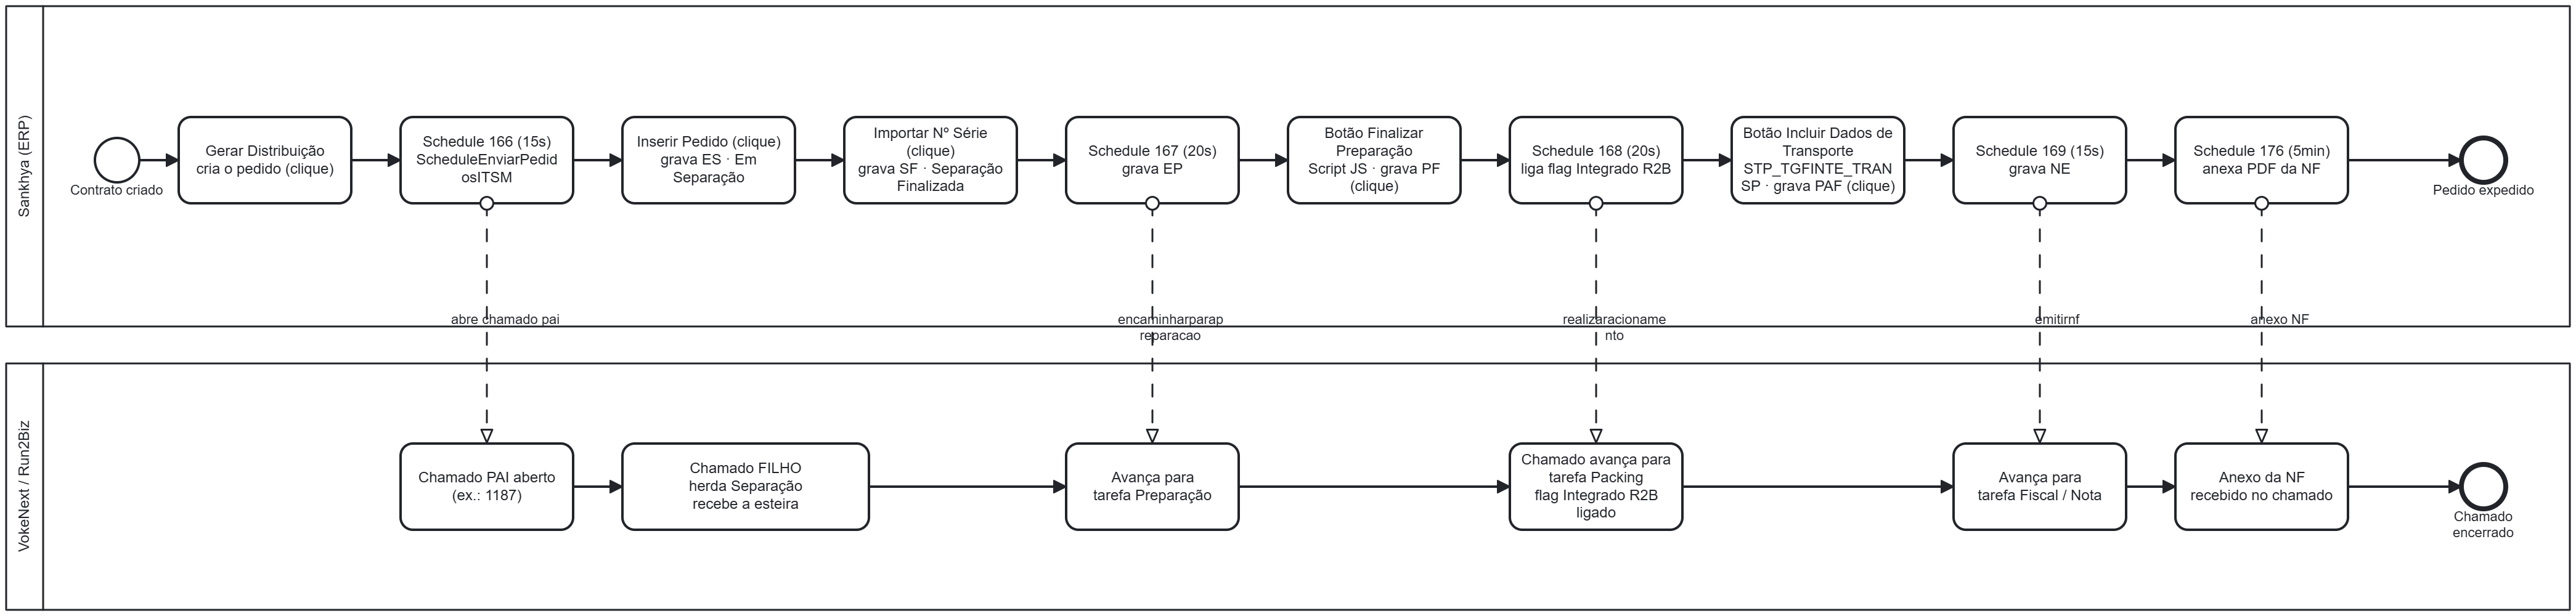 Sankhya (ERP)
Contrato criado
Gerar Distribuição
cria o pedido (clique)
Schedule 166 (15s)
ScheduleEnviarPedid
osITSM
Inserir Pedido (clique)
grava ES · Em
Separação
Importar Nº Série
(clique)
grava SF · Separação
Finalizada
Schedule 167 (20s)
grava EP
Botão Finalizar
Preparação
Script JS · grava PF
(clique)
Schedule 168 (20s)
liga flag Integrado R2B
Botão Incluir Dados de
Transporte
STP_TGFINTE_TRAN
SP · grava PAF (clique)
Schedule 169 (15s)
grava NE
Schedule 176 (5min)
anexa PDF da NF
Pedido expedido
abre chamado pai
encaminharparap
reparacao
realizaracioname
nto
emitirnf
anexo NF
VokeNext / Run2Biz
Chamado PAI aberto
(ex.: 1187)
Chamado FILHO
herda Separação
recebe a esteira
Avança para
tarefa Preparação
Chamado avança para
tarefa Packing
flag Integrado R2B
ligado
Avança para
tarefa Fiscal / Nota
Anexo da NF
recebido no chamado
Chamado
encerrado